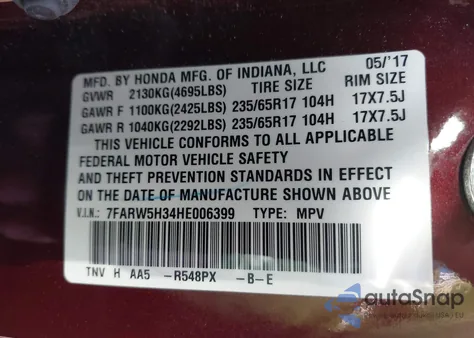 MFD. BY HONDA MFG. OF INDIANA, LLC 05/'17
GVWR 2130KG(4695LBS) TIRE SIZE RIM SIZE
GAWR F 1100KG(2425LBS) 235/65R17 104H 17X7.5J
GAWR R 1040KG(2292LBS) 235/65R17 104H 17X7.5J
THIS VEHICLE CONFORMS TO ALL APPLICABLE
FEDERAL MOTOR VEHICLE SAFETY
AND THEFT PREVENTION STANDARDS IN EFFECT
ON THE DATE OF MANUFACTURE SHOWN ABOVE
V.I.N.: 7FARW5H34HE006399 TYPE: MPV
TNV H AA5 -R548PX -B-E
autoSnap